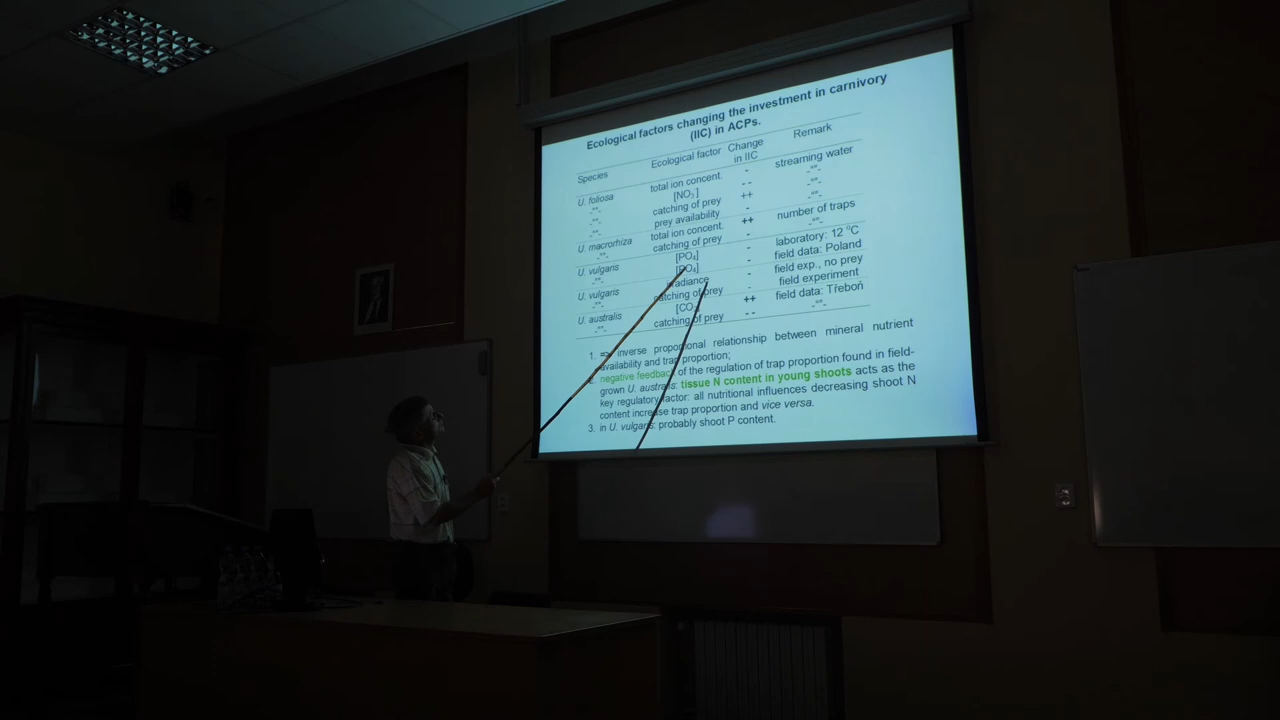 Ecological factors changing the investment in carnivory
(IIC) in ACPs.
Species Ecological factor Change in IIC Remark
U. foliosa total ion concent. - streaming water
-""- [NO₃⁻] - - -""-
-""- catching of prey ++ -""-
-""- prey availability - -""-
U. macrorhiza total ion concent. ++ number of traps
-""- catching of prey - -""-
U. vulgaris [PO₄] - laboratory: 12 °C
-""- [PO₄] - field data: Poland
U. vulgaris irradiance field exp., no prey
-""- catching of prey - field experiment
U. australis [CO ++ field data: Třeboň
-""- catching of prey - - -""-
1. => inverse proportional relationship between mineral nutrient
availability and trap proportion;
2. negative feedback of the regulation of trap proportion found in field-
grown U. australis: tissue N content in young shoots acts as the
key regulatory factor: all nutritional influences decreasing shoot N
content increase trap proportion and vice versa.
3. in U. vulgaris: probably shoot P content.